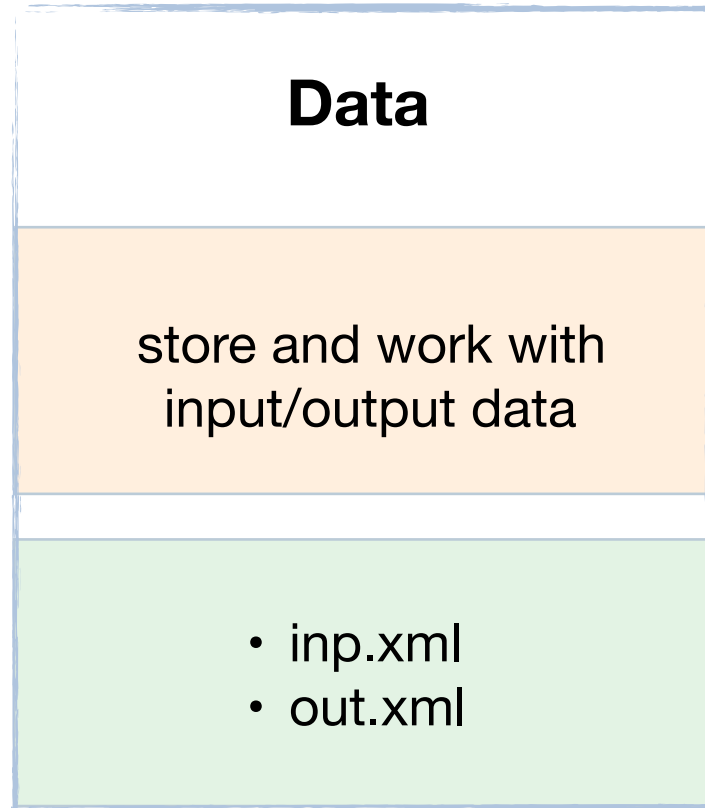 Data
store and work with
input/output data
• inp.xml
• out.xml